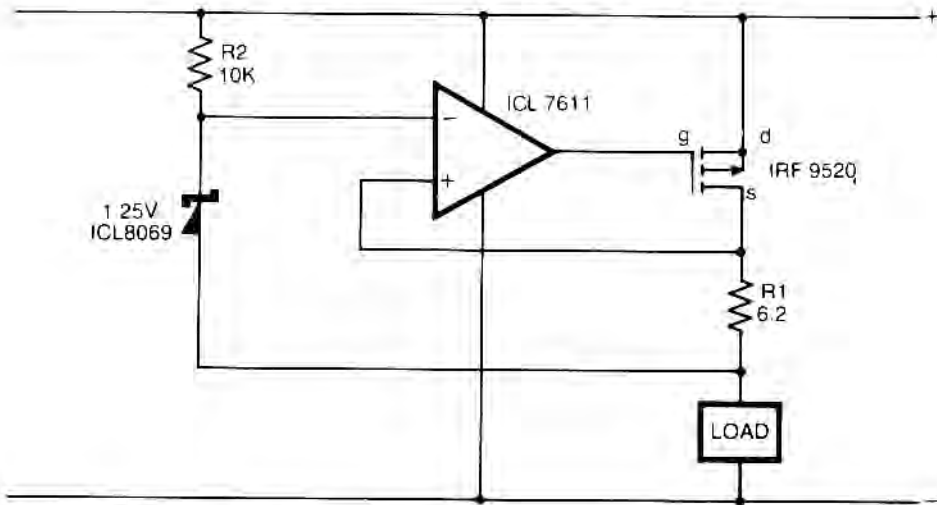 +
R2
10K
ICL 7611
−
+
g
d
IRF 9520
s
1.25V
ICL8069
R1
6.2
LOAD
−